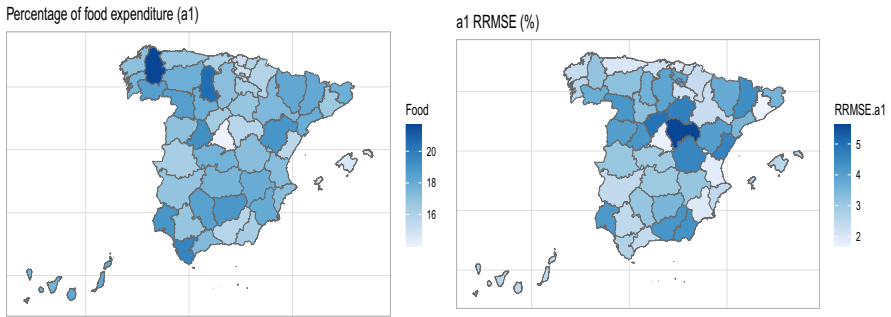 Percentage of food expenditure (a1)
a1 RRMSE (%)
Food
20
18
16
RRMSE.a1
5
4
3
2